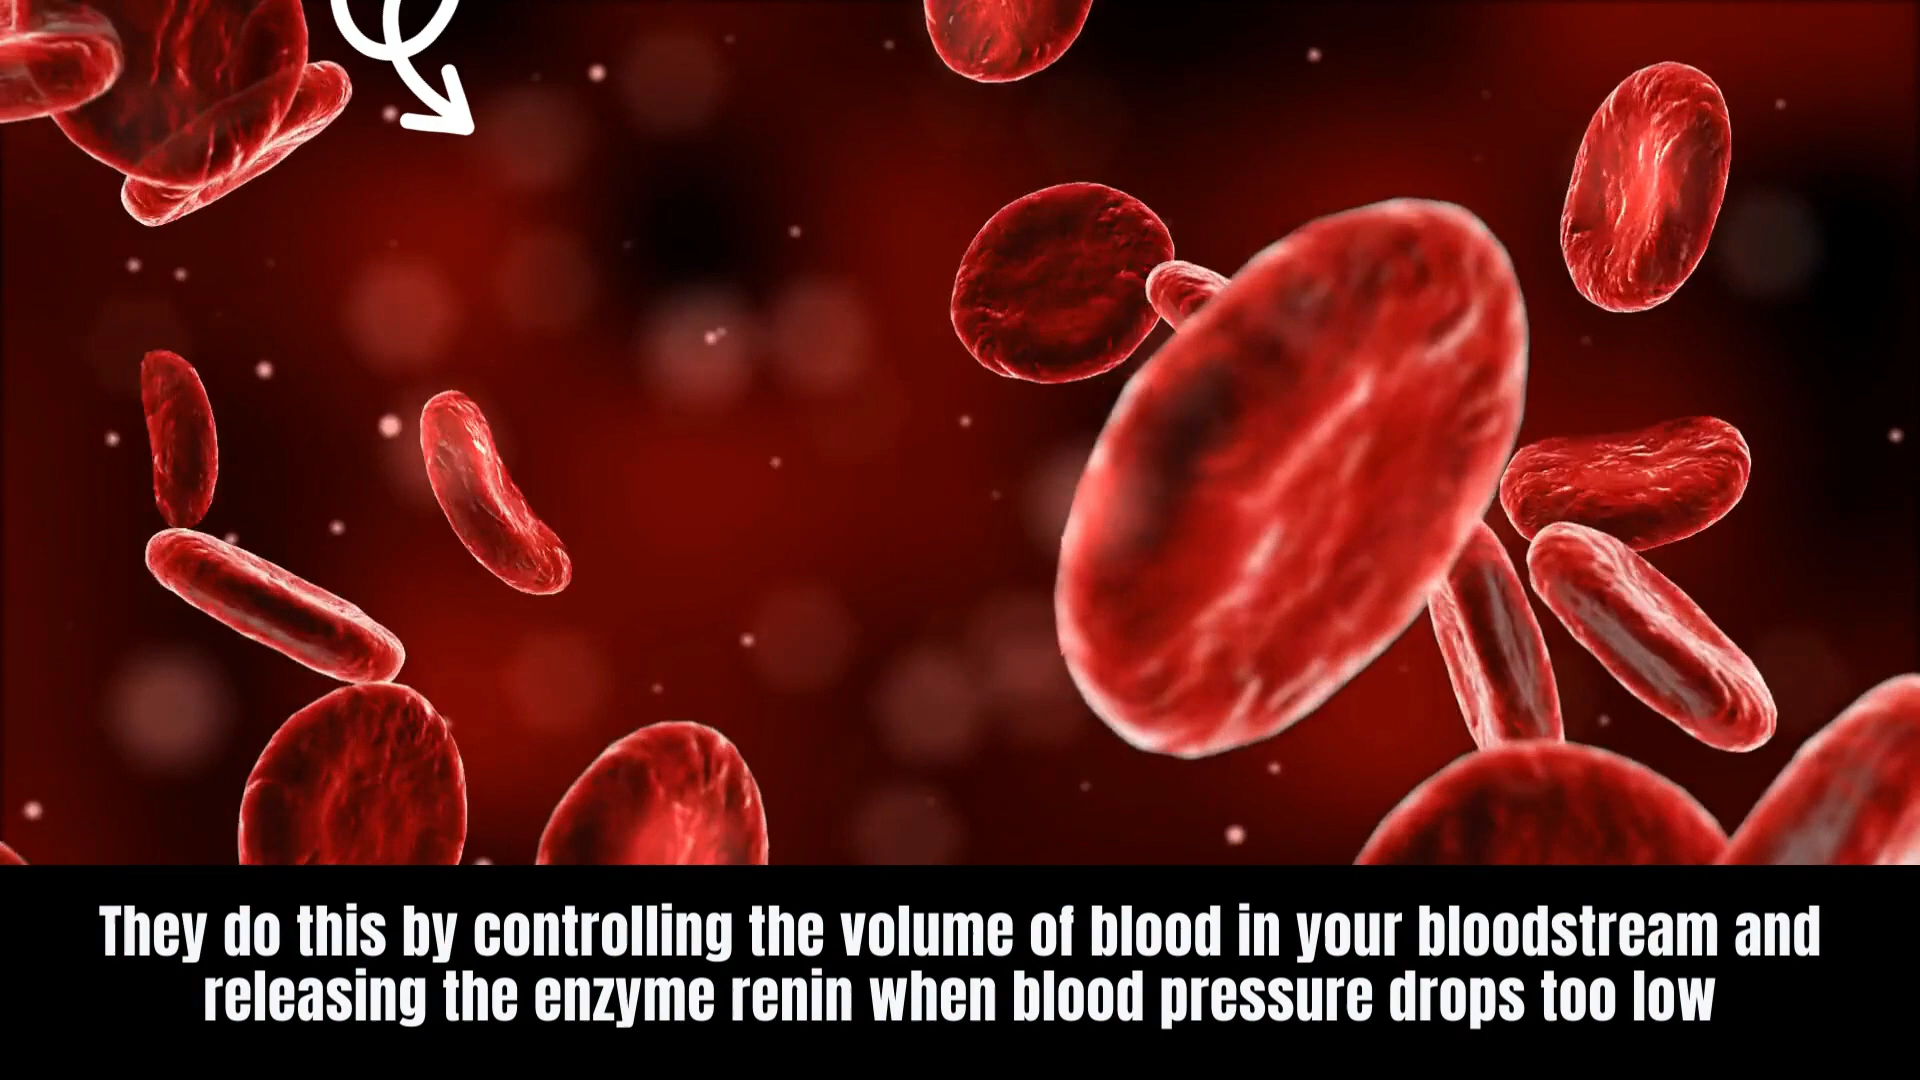 They do this by controlling the volume of blood in your bloodstream and
releasing the enzyme renin when blood pressure drops too low